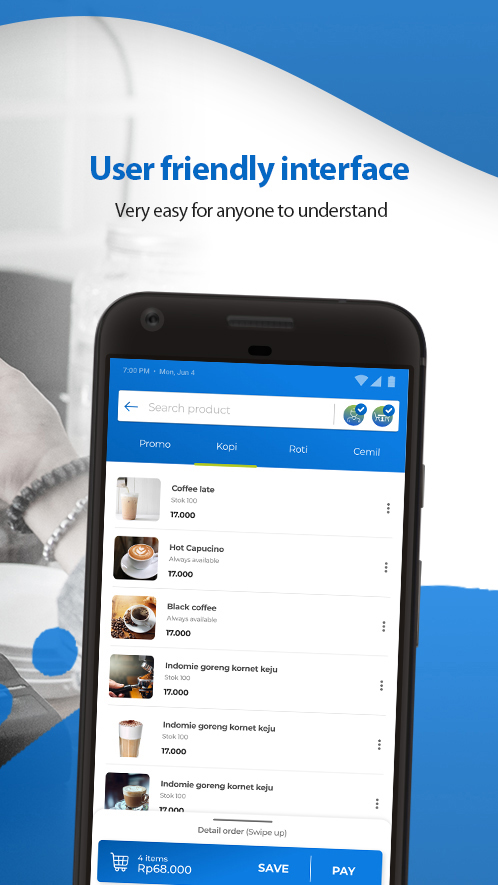 User friendly interface
Very easy for anyone to understand
7:00 PM • Mon, Jun 4
Search product
Promo Kopi Roti Cemil
Coffee late
Stok 100
17.000
Hot Capucino
Always available
17.000
Black coffee
Always available
17.000
Indomie goreng kornet keju
Stok 100
17.000
Indomie goreng kornet keju
Stok 100
17.000
Indomie goreng kornet keju
Stok 100
17.000
Detail order (Swipe up)
4 items
Rp68.000
SAVE PAY